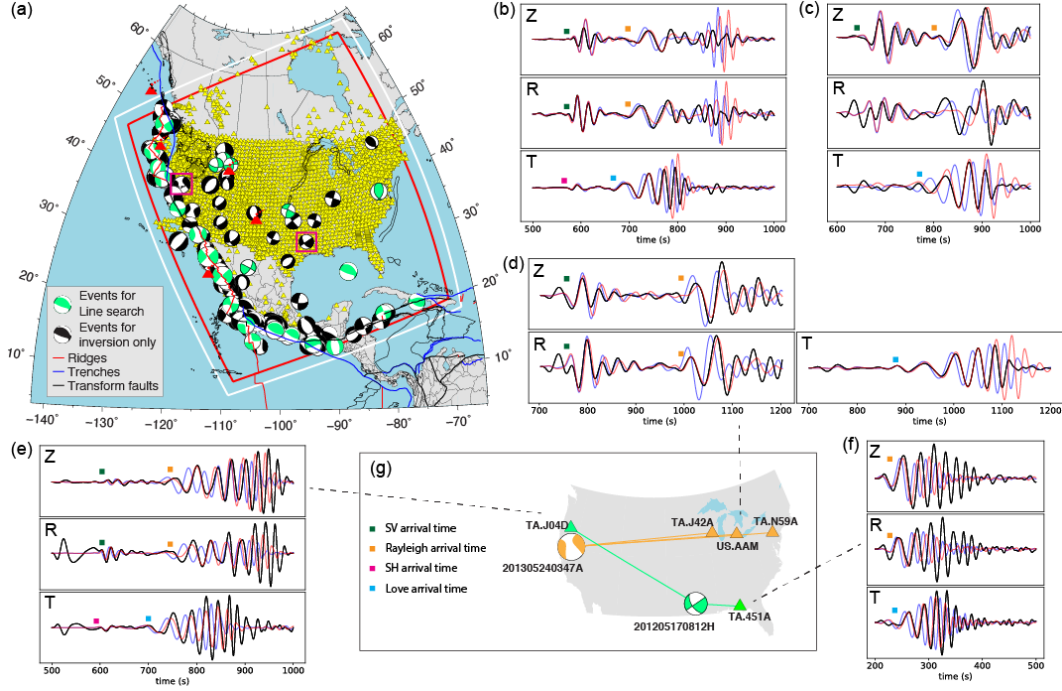 (a)
60°
50°
40°
30°
20°
10°
60°
50°
40°
30°
20°
10°
−140°
−130°
−120°
−110°
−100°
−90°
−80°
−70°
Events for
Line search
Events for
inversion only
Ridges
Trenches
Transform faults
(b)
Z
R
T
500 600 700 800 900 1000
time (s)
(c)
Z
R
T
600 700 800 900 1000
time (s)
(d)
Z
R
T
700 800 900 1000 1100 1200
time (s)
700 800 900 1000 1100 1200
time (s)
(e)
Z
R
T
500 600 700 800 900 1000
time (s)
(g)
SV arrival time
Rayleigh arrival time
SH arrival time
Love arrival time
TA.J04D
TA.J42A
TA.N59A
US.AAM
201305240347A
201205170812H
TA.451A
(f)
Z
R
T
200 300 400 500
time (s)